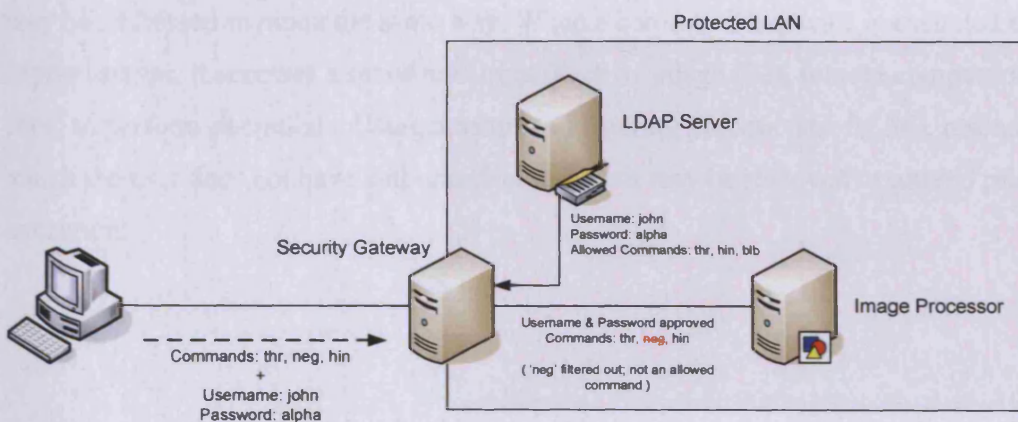 Protected LAN
LDAP Server
Username: john
Password: alpha
Allowed Commands: thr, hin, blb
Security Gateway
Image Processor
Username & Password approved
Commands: thr, neg, hin
( 'neg' filtered out; not an allowed
command )
Commands: thr, neg, hin
+
Username: john
Password: alpha